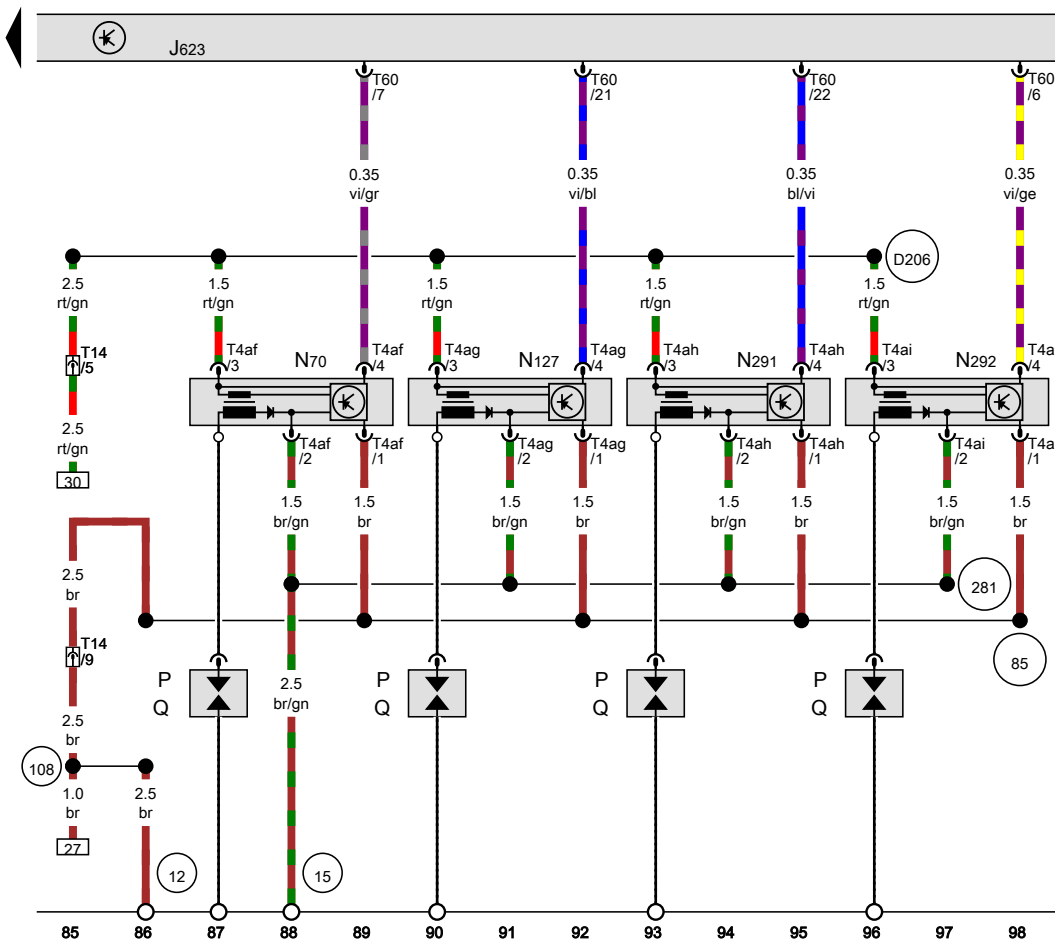 J623
T60 T60 T60 T60
/7 /21 /22 /6
0.35 0.35 0.35 0.35
vi/gr vi/bl bl/vi vi/ge
D206
2.5 1.5 1.5 1.5 1.5
rt/gn rt/gn rt/gn rt/gn rt/gn
T14
/5
T4af N70 T4af T4ag N127 T4ag T4ah N291 T4ah T4ai N292 T4a
/3 /4 /3 /4 /3 /4 /3 /4
2.5
rt/gn
30
T4af T4af T4ag T4ag T4ah T4ah T4ai T4a
/2 /1 /2 /1 /2 /1 /2 /1
1.5 1.5 1.5 1.5 1.5 1.5 1.5 1.5
br/gn br br/gn br br/gn br br/gn br
2.5
br
281
T14
/9
85
P P P P
Q Q Q Q
2.5
br/gn
2.5
br
108
1.0 2.5
br br
27
12 15
85 86 87 88 89 90 91 92 93 94 95 96 97 98